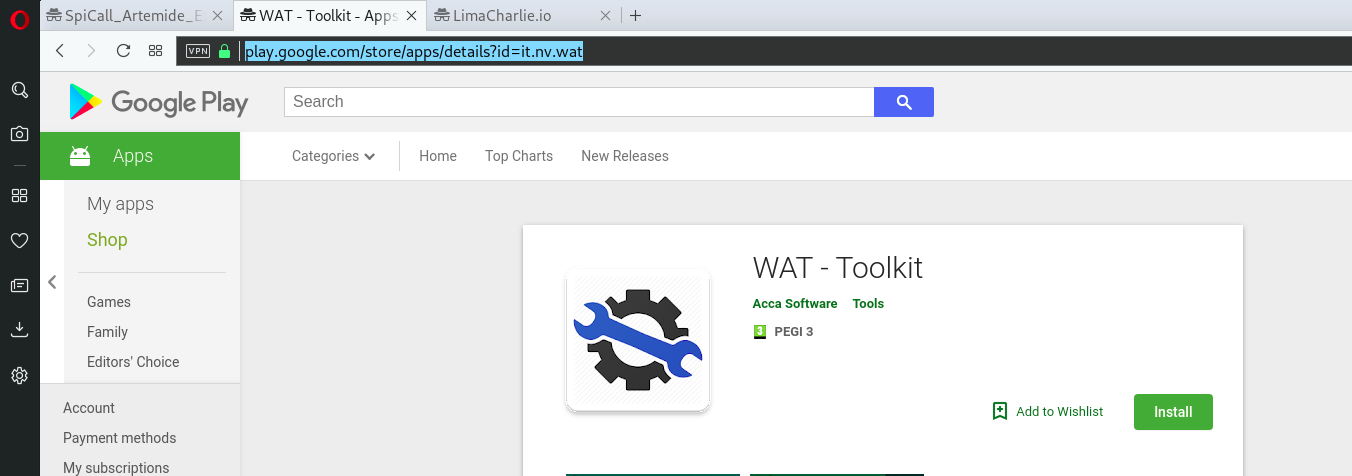 SpiCall_Artemide_E
WAT - Toolkit - Apps
LimaCharlie.io
VPN play.google.com/store/apps/details?id=it.nv.wat
Google Play
Search
Apps
Categories
Home
Top Charts
New Releases
My apps
Shop
Games
Family
Editors' Choice
Account
Payment methods
My subscriptions
WAT - Toolkit
Acca Software Tools
3 PEGI 3
Add to Wishlist
Install